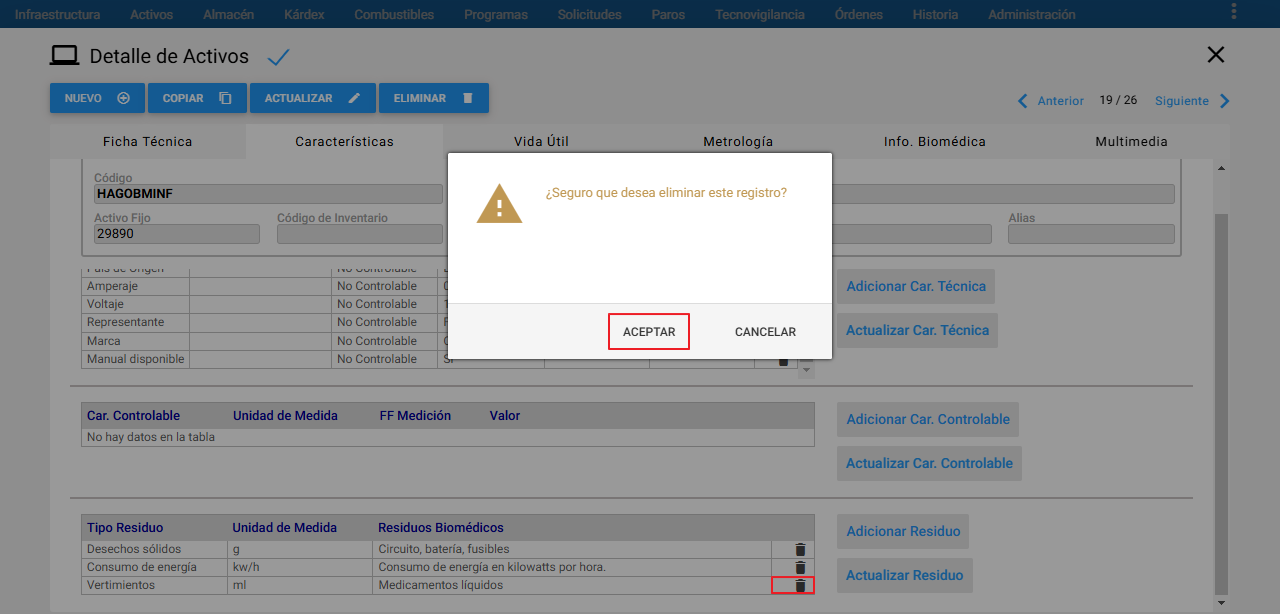 Infraestructura Activos Almacén Kárdex Combustibles Programas Solicitudes Paros Tecnovigilancia Órdenes Historia Administración
Detalle de Activos
NUEVO COPIAR ACTUALIZAR ELIMINAR
Anterior 19 / 26 Siguiente
Ficha Técnica Características Vida Útil Metrología Info. Biomédica Multimedia
Código
HAGOBMINF
Activo Fijo Código de Inventario Alias
29890
¿Seguro que desea eliminar este registro?
ACEPTAR CANCELAR
País de Origen No Controlable
Amperaje No Controlable
Voltaje No Controlable
Representante No Controlable
Marca No Controlable
Manual disponible No Controlable
Adicionar Car. Técnica
Actualizar Car. Técnica
Car. Controlable Unidad de Medida FF Medición Valor
No hay datos en la tabla
Adicionar Car. Controlable
Actualizar Car. Controlable
Tipo Residuo Unidad de Medida Residuos Biomédicos
Desechos sólidos g Circuito, batería, fusibles
Consumo de energía kw/h Consumo de energía en kilowatts por hora.
Vertimientos ml Medicamentos líquidos
Adicionar Residuo
Actualizar Residuo